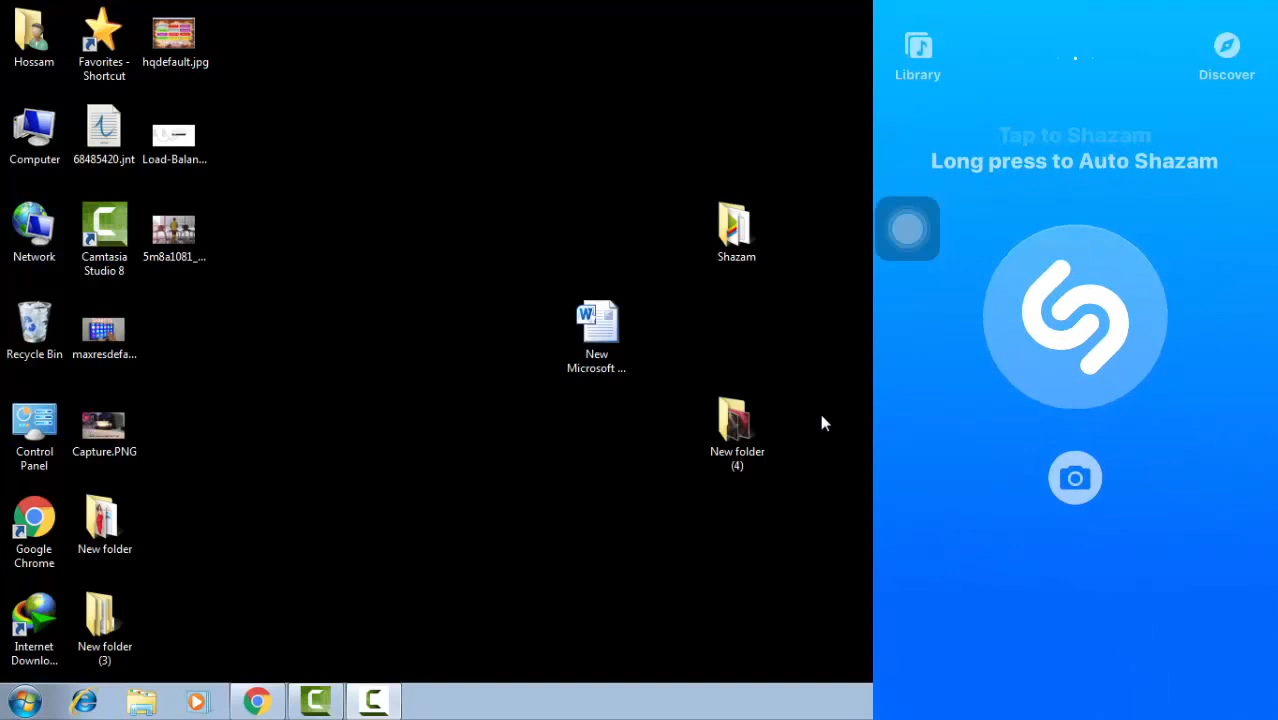 Hossam
Favorites -
Shortcut
hqdefault.jpg
Computer
68485420.jnt
Load-Balan...
Network
Camtasia
Studio 8
5m8a1081_...
Recycle Bin
maxresdefa...
Control
Panel
Capture.PNG
Google
Chrome
New folder
Internet
Downlo...
New folder
(3)
Shazam
New
Microsoft ...
New folder
(4)
Library
Discover
Tap to Shazam
Long press to Auto Shazam